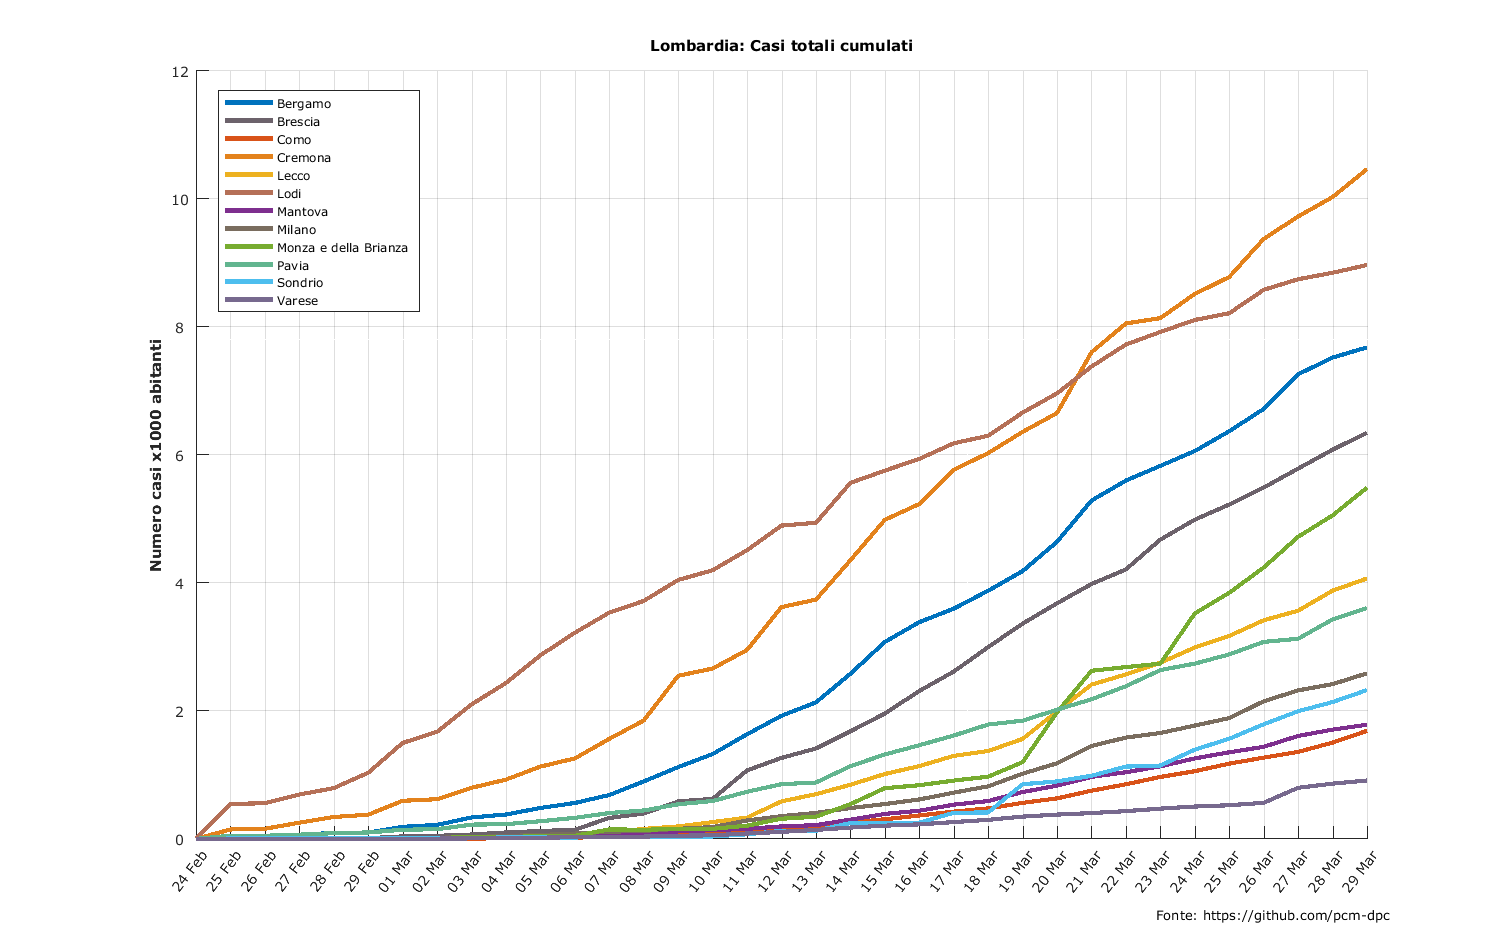 Lombardia: Casi totali cumulati
12
10
8
6
4
2
0
Numero casi x1000 abitanti
Bergamo
Brescia
Como
Cremona
Lecco
Lodi
Mantova
Milano
Monza e della Brianza
Pavia
Sondrio
Varese
24 Feb
25 Feb
26 Feb
27 Feb
28 Feb
29 Feb
01 Mar
02 Mar
03 Mar
04 Mar
05 Mar
06 Mar
07 Mar
08 Mar
09 Mar
10 Mar
11 Mar
12 Mar
13 Mar
14 Mar
15 Mar
16 Mar
17 Mar
18 Mar
19 Mar
20 Mar
21 Mar
22 Mar
23 Mar
24 Mar
25 Mar
26 Mar
27 Mar
28 Mar
29 Mar
Fonte: https://github.com/pcm-dpc